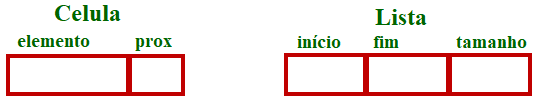 Celula
elemento prox
Lista
início fim tamanho